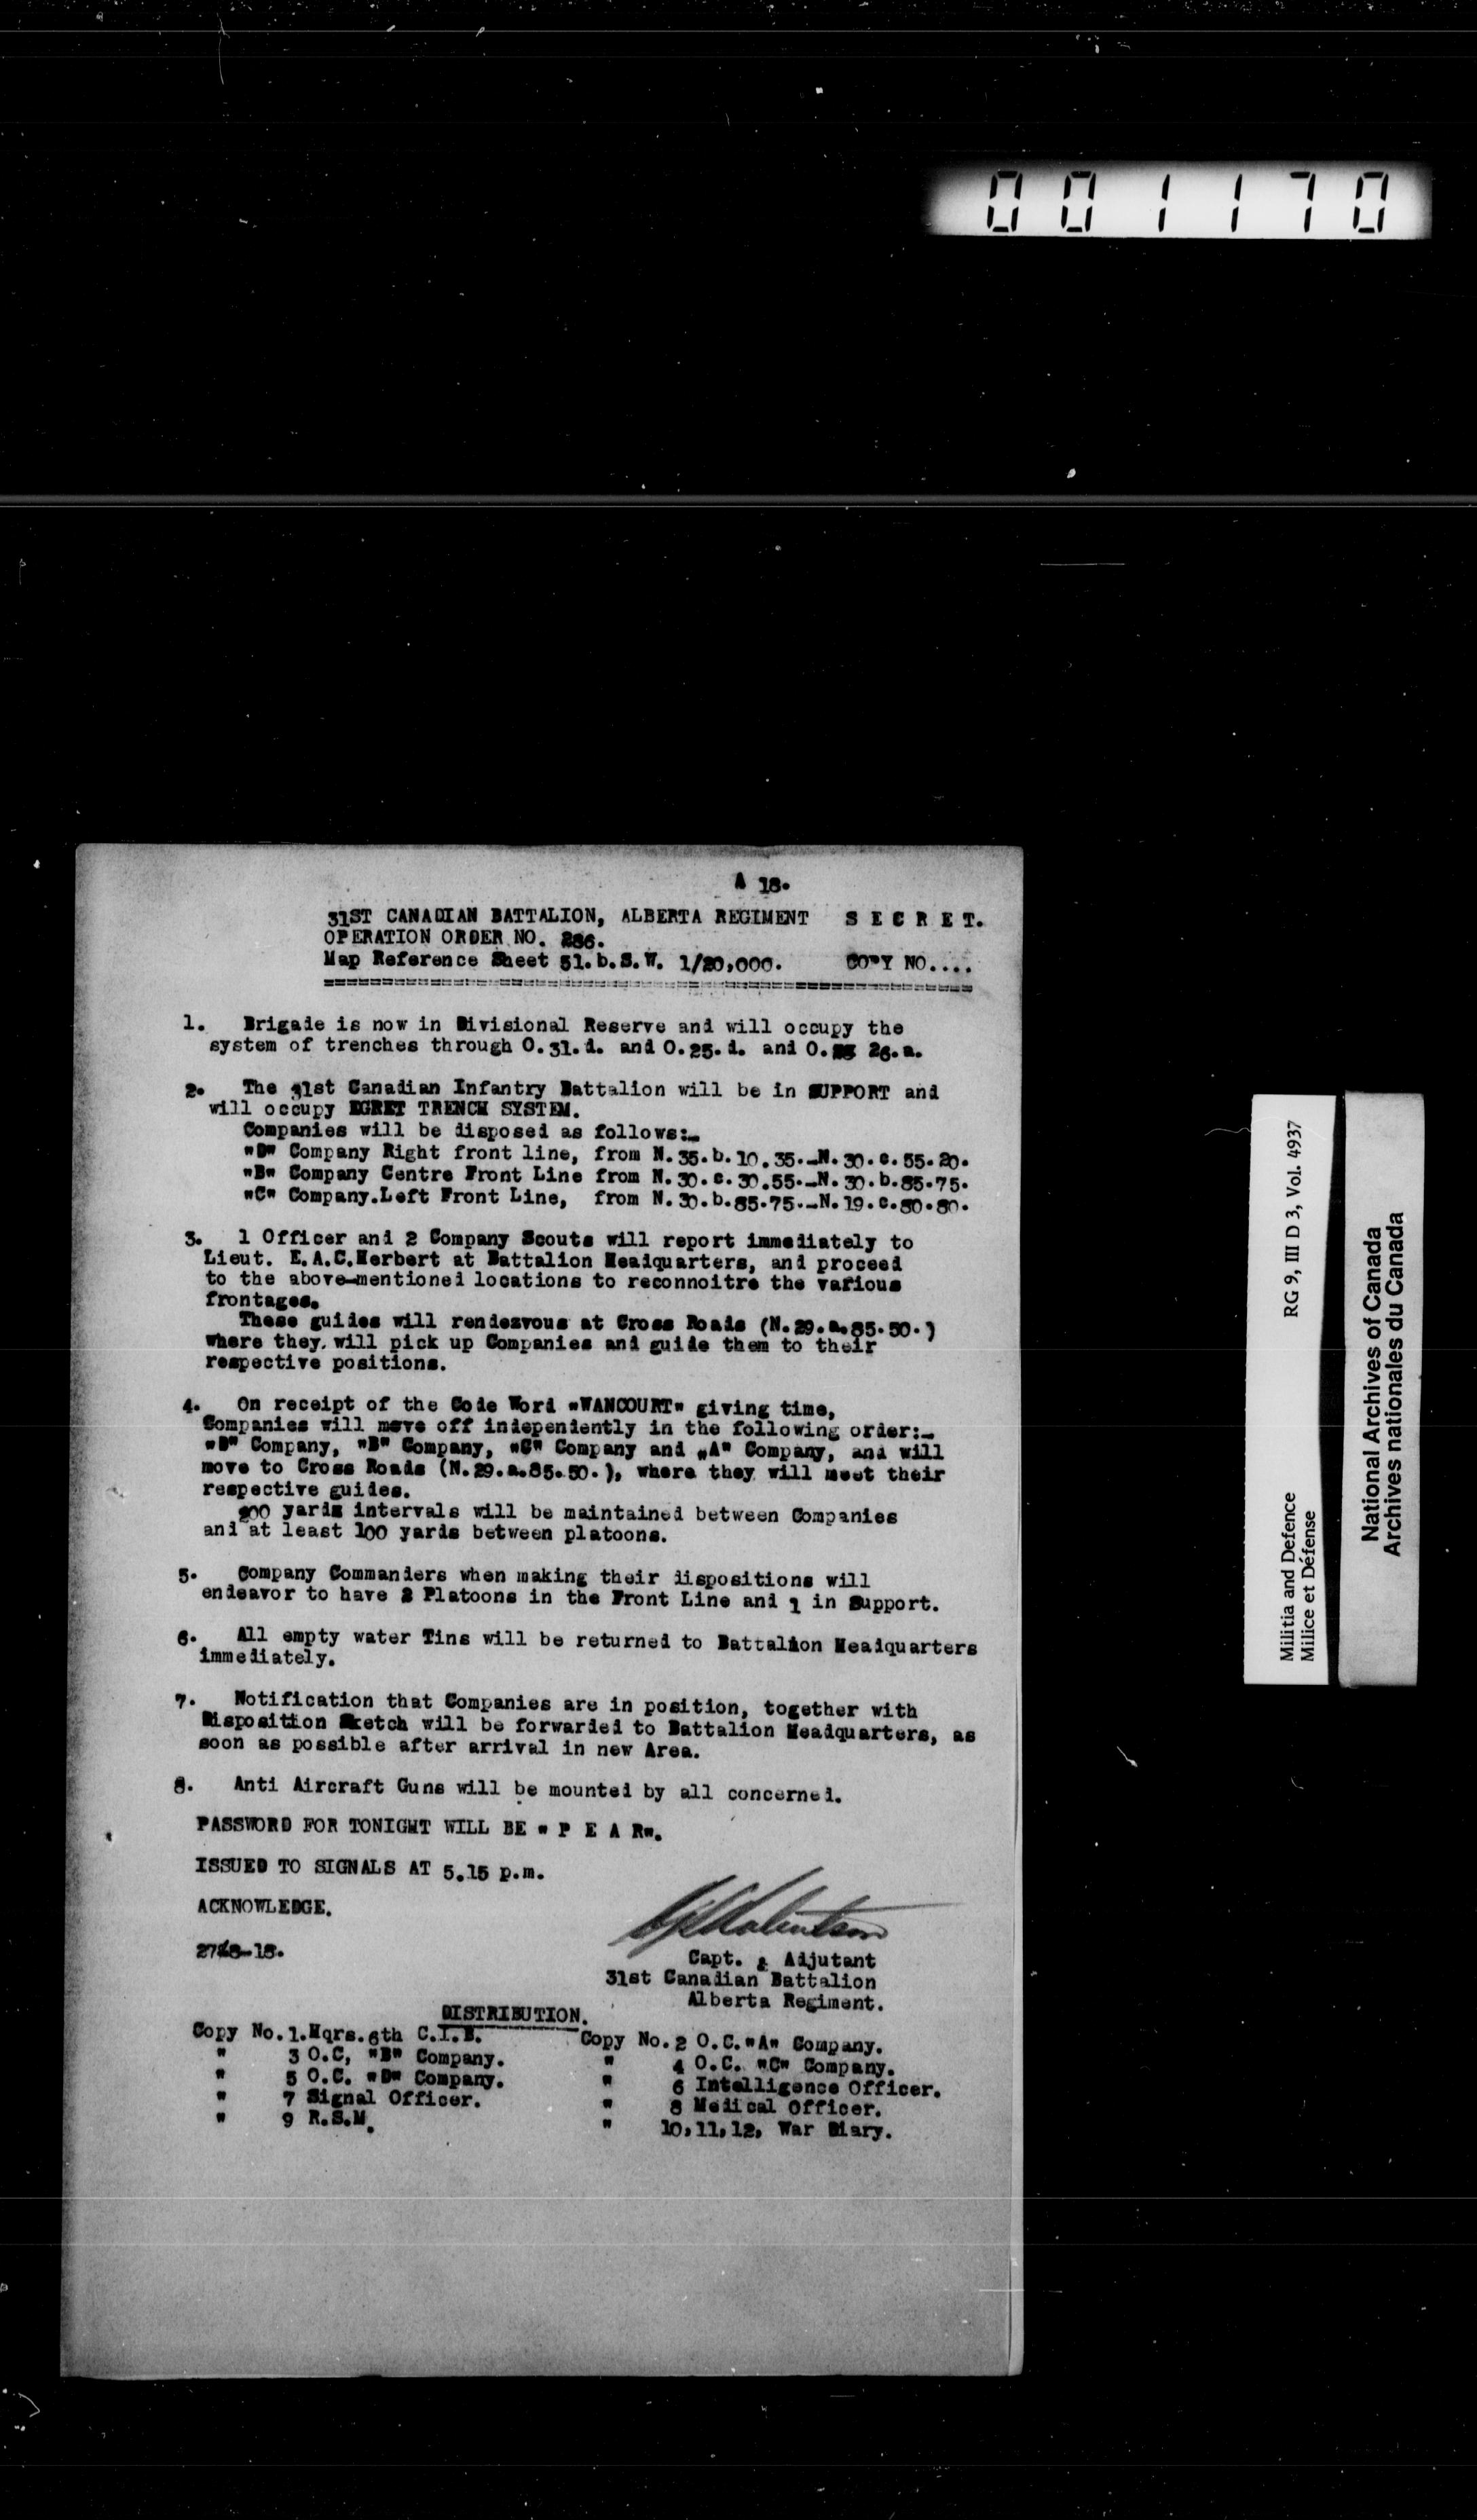 001170
A 18.
31ST CANADIAN BATTALION, ALBERTA REGIMENT S E C R E T.
OPERATION ORDER NO. 286.
Map Reference Sheet 51.b.S.W. 1/20,000. COPY NO....
1. Brigade is now in Divisional Reserve and will occupy the
system of trenches through O.31.d. and O.25.d. and O. 26.a.
2. The 31st Canadian Infantry Battalion will be in SUPPORT and
will occupy EGRET TRENCH SYSTEM.
Companies will be disposed as follows:-
"D" Company Right front line, from N.35.b.10.35.-N.30.c.55.20.
"B" Company Centre Front Line from N.30.c.30.55.-N.30.b.85.75.
"C" Company.Left Front Line, from N.30.b.85.75.-N.19.c.80.80.
3. 1 Officer and 2 Company Scouts will report immediately to
Lieut. E.A.C.Herbert at Battalion Headquarters, and proceed
to the above-mentioned locations to reconnoitre the various
frontages.
These guides will rendezvous at Cross Roads (N.29.a.85.50.)
where they will pick up Companies and guide them to their
respective positions.
4. On receipt of the Code Word "WANCOURT" giving time,
Companies will move off independently in the following order:-
"D" Company, "B" Company, "C" Company and "A" Company, and will
move to Cross Roads (N.29.a.85.50.), where they will meet their
respective guides.
200 yards intervals will be maintained between Companies
and at least 100 yards between platoons.
5. Company Commanders when making their dispositions will
endeavor to have 2 Platoons in the Front Line and 1 in Support.
6. All empty water Tins will be returned to Battalion Headquarters
immediately.
7. Notification that Companies are in position, together with
Disposition Sketch will be forwarded to Battalion Headquarters, as
soon as possible after arrival in new Area.
8. Anti Aircraft Guns will be mounted by all concerned.
PASSWORD FOR TONIGHT WILL BE " P E A R".
ISSUED TO SIGNALS AT 5.15 p.m.
ACKNOWLEDGE.
Capt. & Adjutant
31st Canadian Battalion
Alberta Regiment.
DISTRIBUTION.
Copy No.1.Hqrs.6th C.I.B. Copy No.2 O.C."A" Company.
" 3 O.C, "B" Company. " 4 O.C. "C" Company.
" 5 O.C. "D" Company. " 6 Intelligence Officer.
" 7 Signal Officer. " 8 Medical Officer.
" 9 R.S.M. " 10,11,12, War Diary.
Militia and Defence RG 9, III D 3, Vol. 4937
Milice et Défense
National Archives of Canada
Archives nationales du Canada